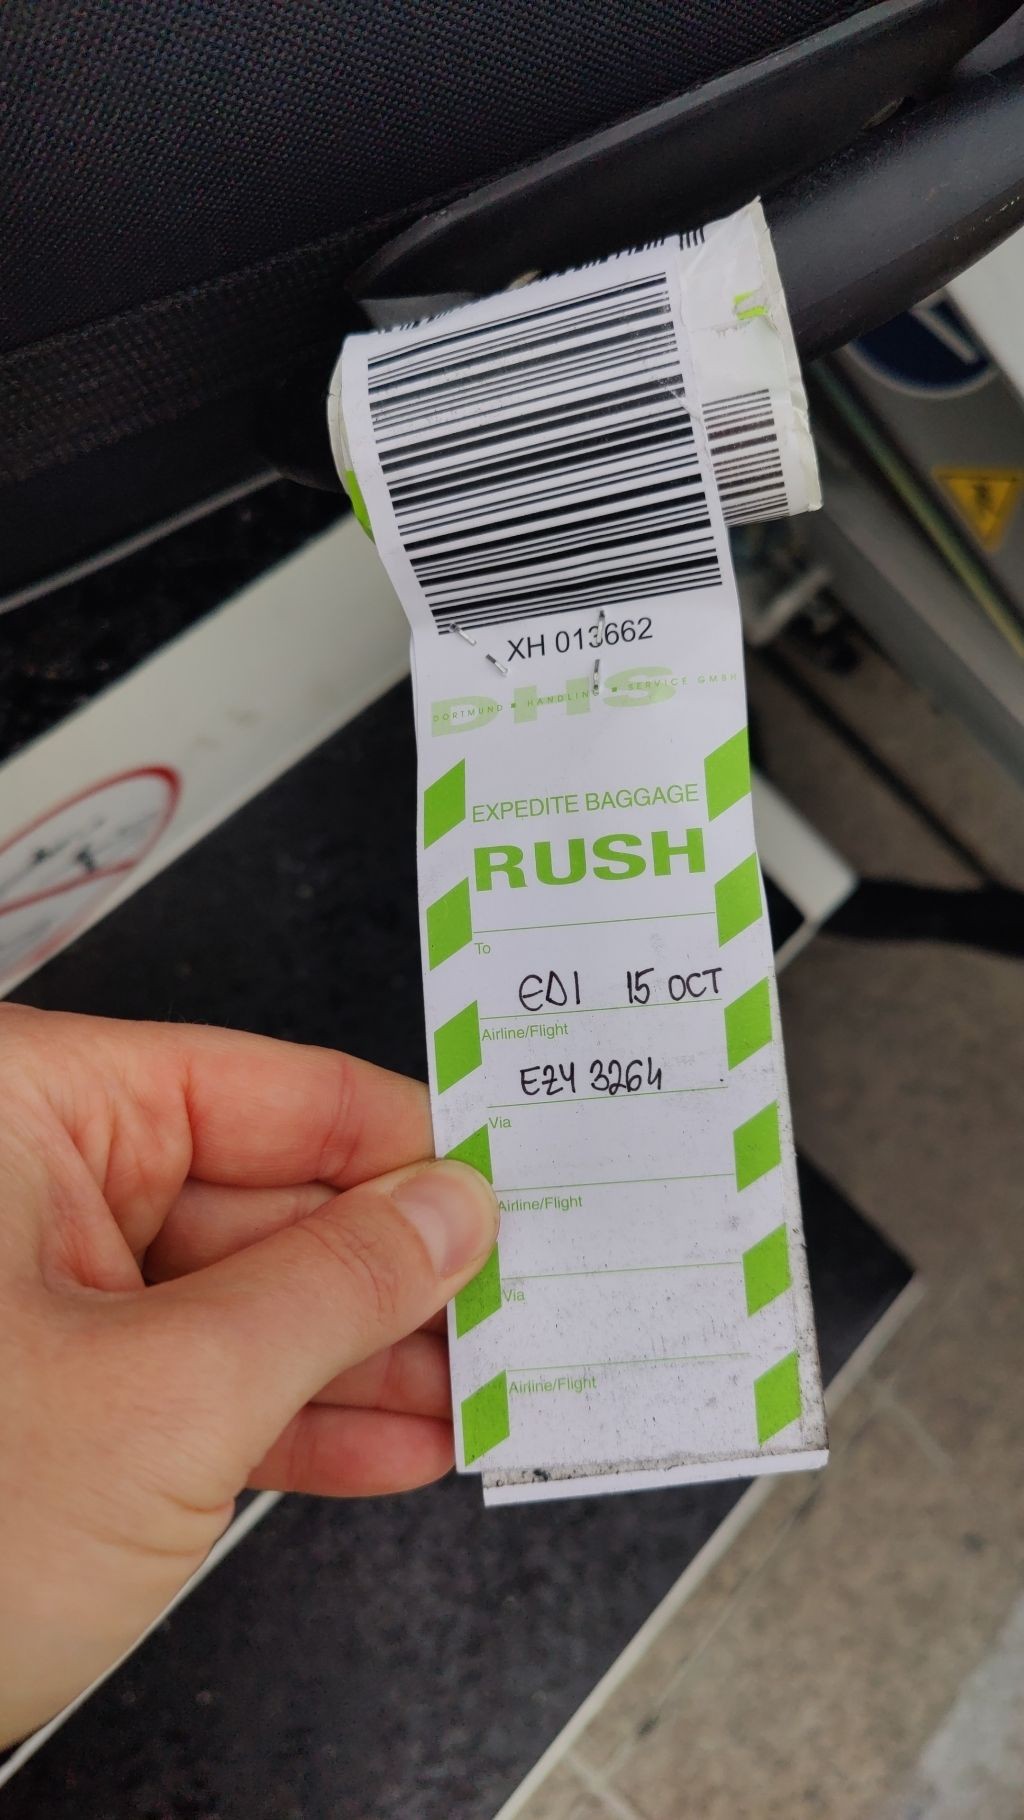 XH 013662
DHS
DORTMUND ▪ HANDLING ▪ SERVICE GMBH
EXPEDITE BAGGAGE
RUSH
To
EDI 15 OCT
Airline/Flight
EZY 3264
Via
Airline/Flight
Via
Airline/Flight